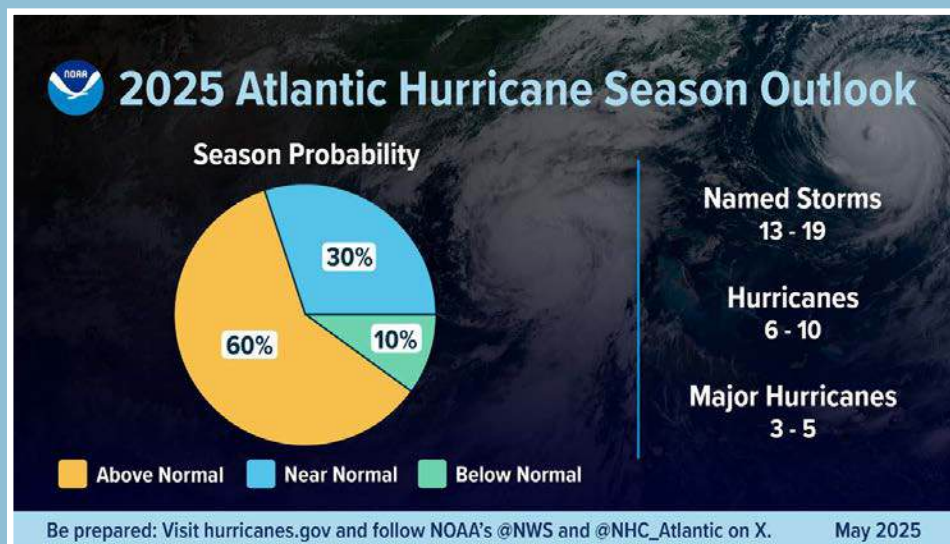 NOAA
2025 Atlantic Hurricane Season Outlook
Season Probability
30%
60%
10%
Above Normal
Near Normal
Below Normal
Named Storms
13 - 19
Hurricanes
6 - 10
Major Hurricanes
3 - 5
Be prepared: Visit hurricanes.gov and follow NOAA's @NWS and @NHC_Atlantic on X. May 2025